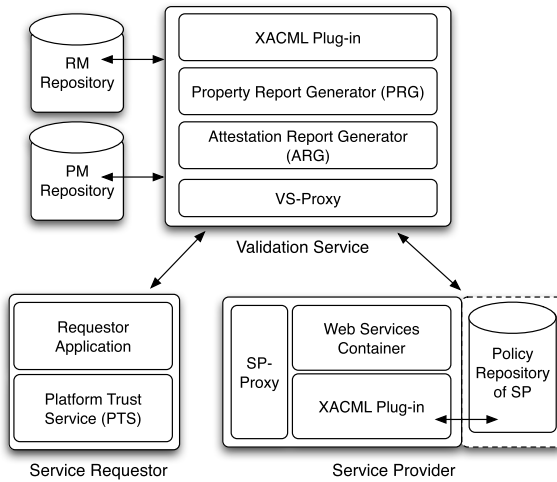 RM
Repository
PM
Repository
XACML Plug-in
Property Report Generator (PRG)
Attestation Report Generator
(ARG)
VS-Proxy
Validation Service
Requestor
Application
Platform Trust
Service (PTS)
Service Requestor
SP-
Proxy
Web Services
Container
XACML Plug-in
Policy
Repository
of SP
Service Provider